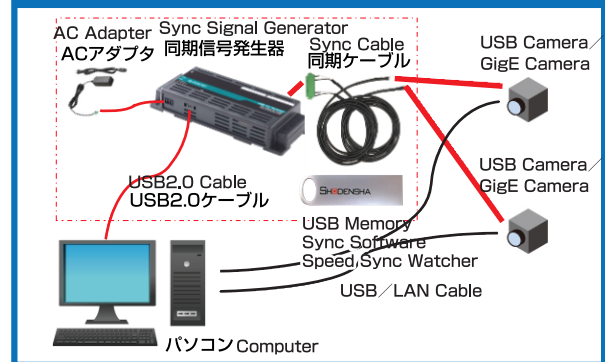 AC Adapter
ACアダプタ
Sync Signal Generator
同期信号発生器
Sync Cable
同期ケーブル
USB Camera/
GigE Camera
USB Camera/
GigE Camera
USB2.0 Cable
USB2.0ケーブル
SHODENSHA
USB Memory
Sync Software
Speed Sync Watcher
USB/LAN Cable
パソコン Computer